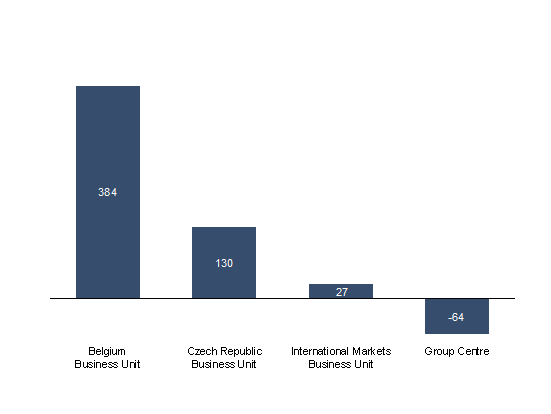 384
130
27
-64
Belgium
Business Unit
Czech Republic
Business Unit
International Markets
Business Unit
Group Centre